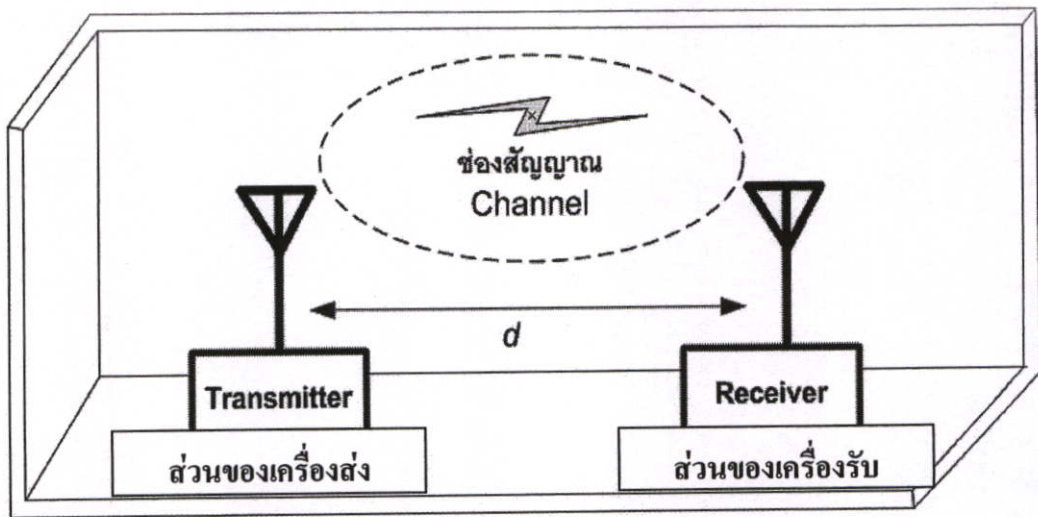 ช่องสัญญาณ
Channel
d
Transmitter
Receiver
ส่วนของเครื่องส่ง
ส่วนของเครื่องรับ